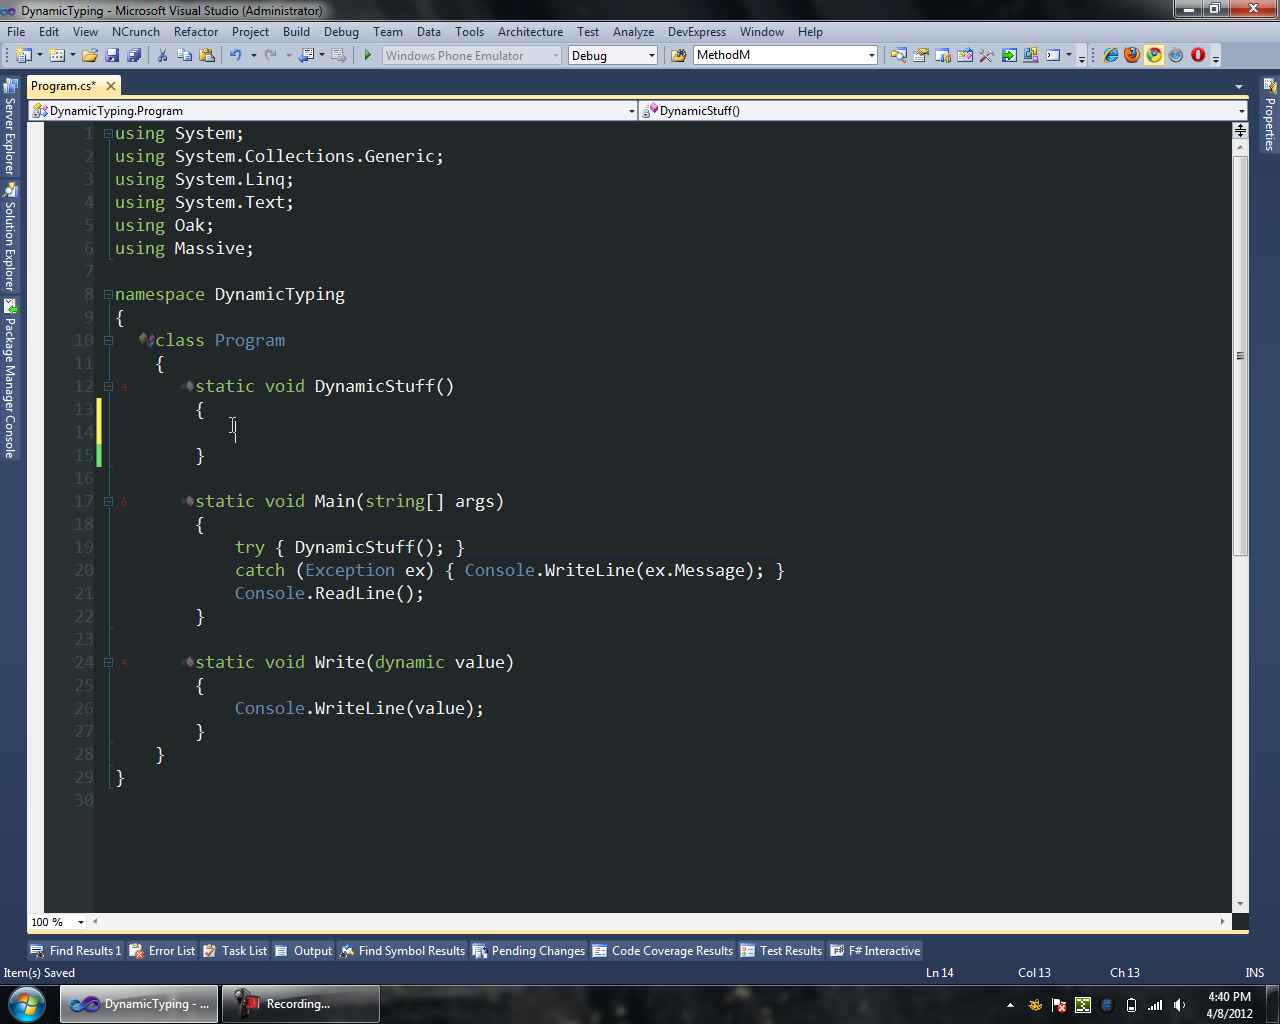 DynamicTyping - Microsoft Visual Studio (Administrator)
File Edit View NCrunch Refactor Project Build Debug Team Data Tools Architecture Test Analyze DevExpress Window Help
Windows Phone Emulator Debug MethodM
Program.cs*
DynamicTyping.Program DynamicStuff()
Server Explorer
Solution Explorer
Package Manager Console
Properties
1 using System;
2 using System.Collections.Generic;
3 using System.Linq;
4 using System.Text;
5 using Oak;
6 using Massive;
7
8 namespace DynamicTyping
9 {
10 class Program
11 {
12 4 static void DynamicStuff()
13 {
14
15 }
16
17 6 static void Main(string[] args)
18 {
19 try { DynamicStuff(); }
20 catch (Exception ex) { Console.WriteLine(ex.Message); }
21 Console.ReadLine();
22 }
23
24 4 static void Write(dynamic value)
25 {
26 Console.WriteLine(value);
27 }
28 }
29 }
30
100 %
Find Results 1 Error List Task List Output Find Symbol Results Pending Changes Code Coverage Results Test Results F# Interactive
Item(s) Saved Ln 14 Col 13 Ch 13 INS
DynamicTyping - ... Recording... 4:40 PM
4/8/2012